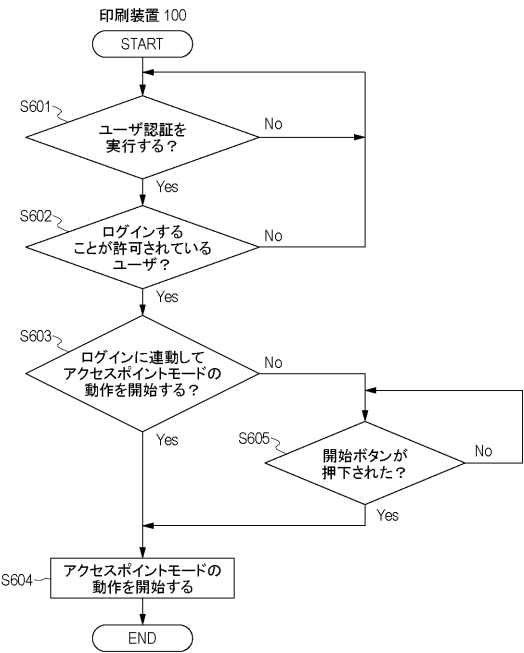 印刷装置 100
START
S601
ユーザ認証を
実行する？
No
Yes
S602
ログインする
ことが許可されている
ユーザ？
No
Yes
S603
ログインに連動して
アクセスポイントモードの
動作を開始する？
No
Yes
S605
開始ボタンが
押下された？
No
Yes
S604
アクセスポイントモードの
動作を開始する
END